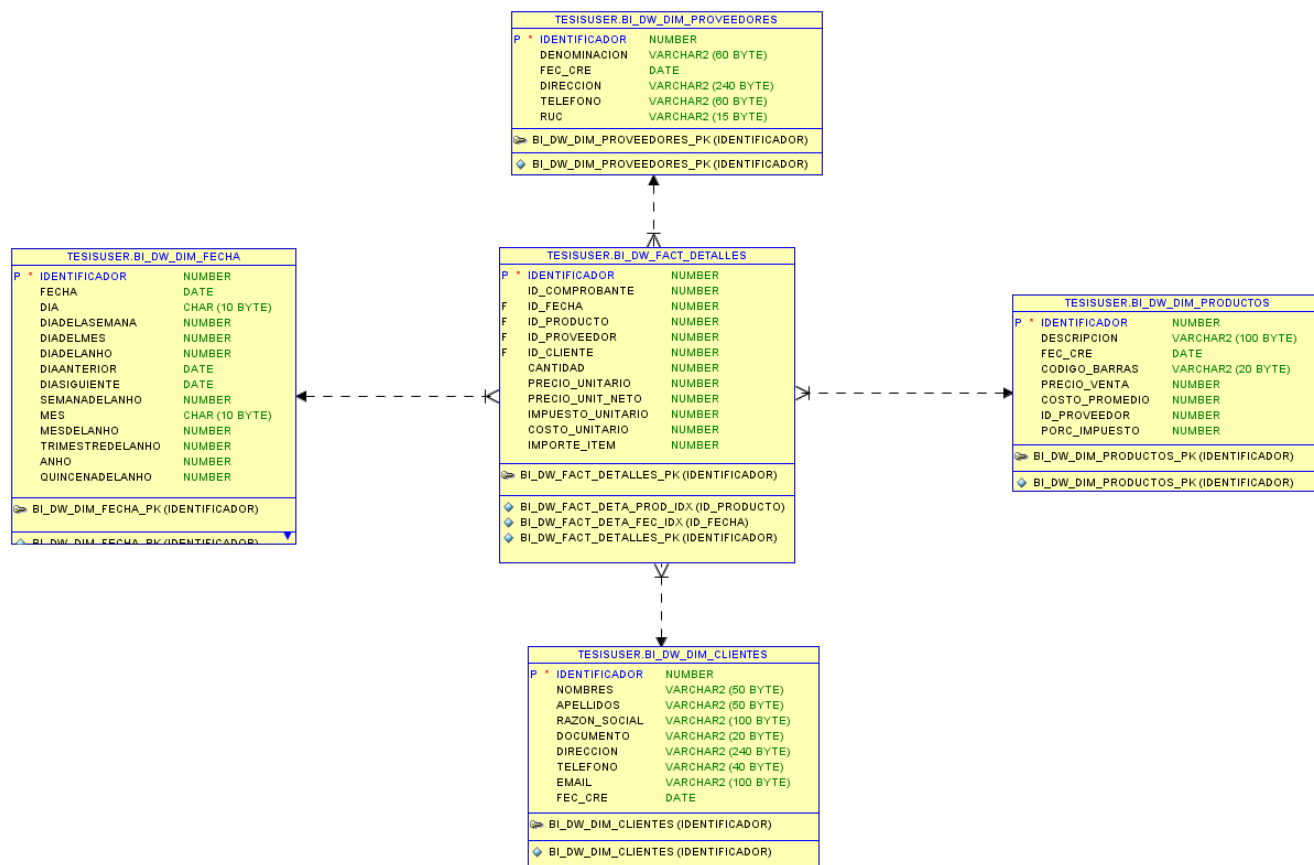 TESISUSER.BI_DW_DIM_PROVEEDORES
P * IDENTIFICADOR NUMBER
DENOMINACION VARCHAR2 (60 BYTE)
FEC_CRE DATE
DIRECCION VARCHAR2 (240 BYTE)
TELEFONO VARCHAR2 (60 BYTE)
RUC VARCHAR2 (15 BYTE)
BI_DW_DIM_PROVEEDORES_PK (IDENTIFICADOR)
BI_DW_DIM_PROVEEDORES_PK (IDENTIFICADOR)
TESISUSER.BI_DW_DIM_FECHA
P * IDENTIFICADOR NUMBER
FECHA DATE
DIA CHAR (10 BYTE)
DIADELASEMANA NUMBER
DIADELMES NUMBER
DIADELANHO NUMBER
DIAANTERIOR DATE
DIASIGUIENTE DATE
SEMANADELANHO NUMBER
MES CHAR (10 BYTE)
MESDELANHO NUMBER
TRIMESTREDELANHO NUMBER
ANHO NUMBER
QUINCENADELANHO NUMBER
BI_DW_DIM_FECHA_PK (IDENTIFICADOR)
BI_DW_DIM_FECHA_PK (IDENTIFICADOR)
TESISUSER.BI_DW_FACT_DETALLES
P * IDENTIFICADOR NUMBER
ID_COMPROBANTE NUMBER
F ID_FECHA NUMBER
F ID_PRODUCTO NUMBER
F ID_PROVEEDOR NUMBER
F ID_CLIENTE NUMBER
CANTIDAD NUMBER
PRECIO_UNITARIO NUMBER
PRECIO_UNIT_NETO NUMBER
IMPUESTO_UNITARIO NUMBER
COSTO_UNITARIO NUMBER
IMPORTE_ITEM NUMBER
BI_DW_FACT_DETALLES_PK (IDENTIFICADOR)
BI_DW_FACT_DETA_PROD_IDX (ID_PRODUCTO)
BI_DW_FACT_DETA_FEC_IDX (ID_FECHA)
BI_DW_FACT_DETALLES_PK (IDENTIFICADOR)
TESISUSER.BI_DW_DIM_PRODUCTOS
P * IDENTIFICADOR NUMBER
DESCRIPCION VARCHAR2 (100 BYTE)
FEC_CRE DATE
CODIGO_BARRAS VARCHAR2 (20 BYTE)
PRECIO_VENTA NUMBER
COSTO_PROMEDIO NUMBER
ID_PROVEEDOR NUMBER
PORC_IMPUESTO NUMBER
BI_DW_DIM_PRODUCTOS_PK (IDENTIFICADOR)
BI_DW_DIM_PRODUCTOS_PK (IDENTIFICADOR)
TESISUSER.BI_DW_DIM_CLIENTES
P * IDENTIFICADOR NUMBER
NOMBRES VARCHAR2 (50 BYTE)
APELLIDOS VARCHAR2 (50 BYTE)
RAZON_SOCIAL VARCHAR2 (100 BYTE)
DOCUMENTO VARCHAR2 (20 BYTE)
DIRECCION VARCHAR2 (240 BYTE)
TELEFONO VARCHAR2 (40 BYTE)
EMAIL VARCHAR2 (100 BYTE)
FEC_CRE DATE
BI_DW_DIM_CLIENTES (IDENTIFICADOR)
BI_DW_DIM_CLIENTES (IDENTIFICADOR)